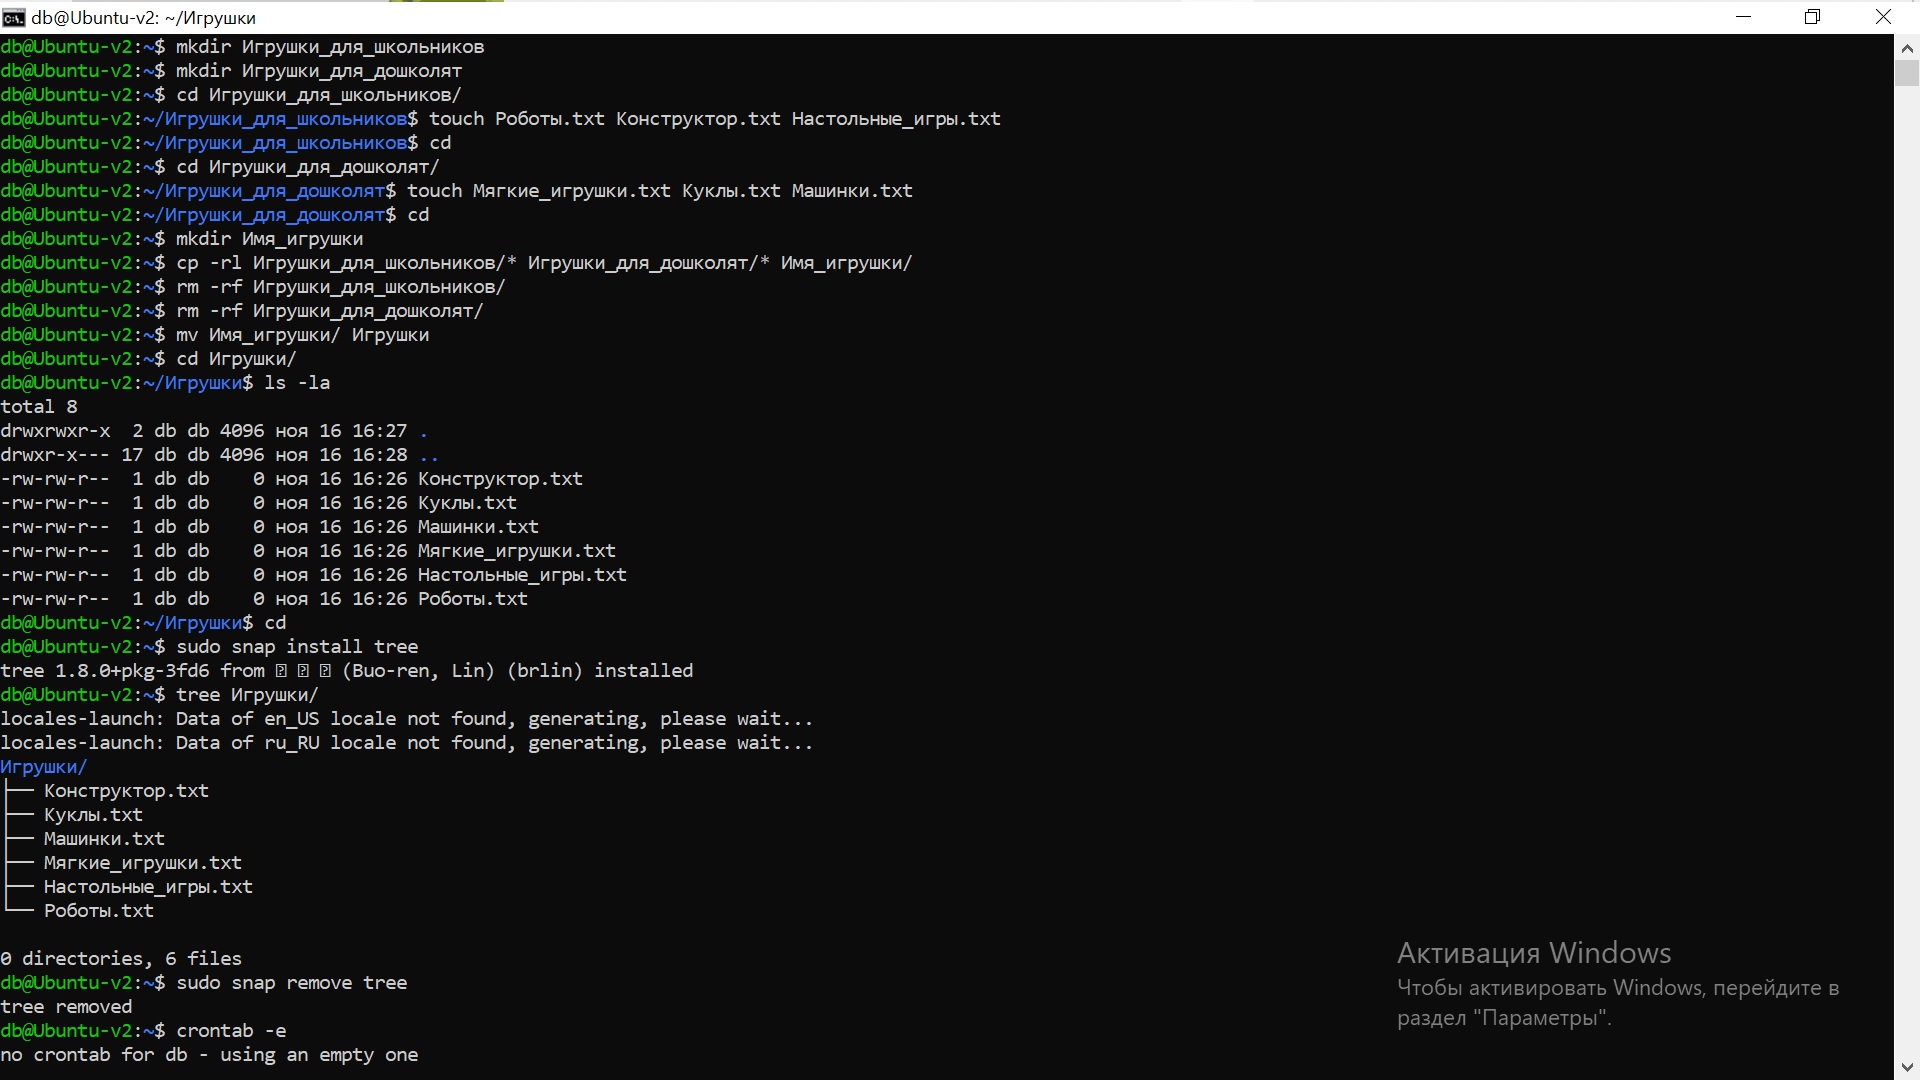 db@Ubuntu-v2: ~/Игрушки
db@Ubuntu-v2:~$ mkdir Игрушки_для_школьников
db@Ubuntu-v2:~$ mkdir Игрушки_для_дошколят
db@Ubuntu-v2:~$ cd Игрушки_для_школьников/
db@Ubuntu-v2:~/Игрушки_для_школьников$ touch Роботы.txt Конструктор.txt Настольные_игры.txt
db@Ubuntu-v2:~/Игрушки_для_школьников$ cd
db@Ubuntu-v2:~$ cd Игрушки_для_дошколят/
db@Ubuntu-v2:~/Игрушки_для_дошколят$ touch Мягкие_игрушки.txt Куклы.txt Машинки.txt
db@Ubuntu-v2:~/Игрушки_для_дошколят$ cd
db@Ubuntu-v2:~$ mkdir Имя_игрушки
db@Ubuntu-v2:~$ cp -rl Игрушки_для_школьников/* Игрушки_для_дошколят/* Имя_игрушки/
db@Ubuntu-v2:~$ rm -rf Игрушки_для_школьников/
db@Ubuntu-v2:~$ rm -rf Игрушки_для_дошколят/
db@Ubuntu-v2:~$ mv Имя_игрушки/ Игрушки
db@Ubuntu-v2:~$ cd Игрушки/
db@Ubuntu-v2:~/Игрушки$ ls -la
total 8
drwxrwxr-x  2 db db 4096 ноя 16 16:27 .
drwxr-x--- 17 db db 4096 ноя 16 16:28 ..
-rw-rw-r--  1 db db    0 ноя 16 16:26 Конструктор.txt
-rw-rw-r--  1 db db    0 ноя 16 16:26 Куклы.txt
-rw-rw-r--  1 db db    0 ноя 16 16:26 Машинки.txt
-rw-rw-r--  1 db db    0 ноя 16 16:26 Мягкие_игрушки.txt
-rw-rw-r--  1 db db    0 ноя 16 16:26 Настольные_игры.txt
-rw-rw-r--  1 db db    0 ноя 16 16:26 Роботы.txt
db@Ubuntu-v2:~/Игрушки$ cd
db@Ubuntu-v2:~$ sudo snap install tree
tree 1.8.0+pkg-3fd6 from (Buo-ren, Lin) (brlin) installed
db@Ubuntu-v2:~$ tree Игрушки/
locales-launch: Data of en_US locale not found, generating, please wait...
locales-launch: Data of ru_RU locale not found, generating, please wait...
Игрушки/
├── Конструктор.txt
├── Куклы.txt
├── Машинки.txt
├── Мягкие_игрушки.txt
├── Настольные_игры.txt
└── Роботы.txt
0 directories, 6 files
db@Ubuntu-v2:~$ sudo snap remove tree
tree removed
db@Ubuntu-v2:~$ crontab -e
no crontab for db - using an empty one
Активация Windows
Чтобы активировать Windows, перейдите в
раздел "Параметры".